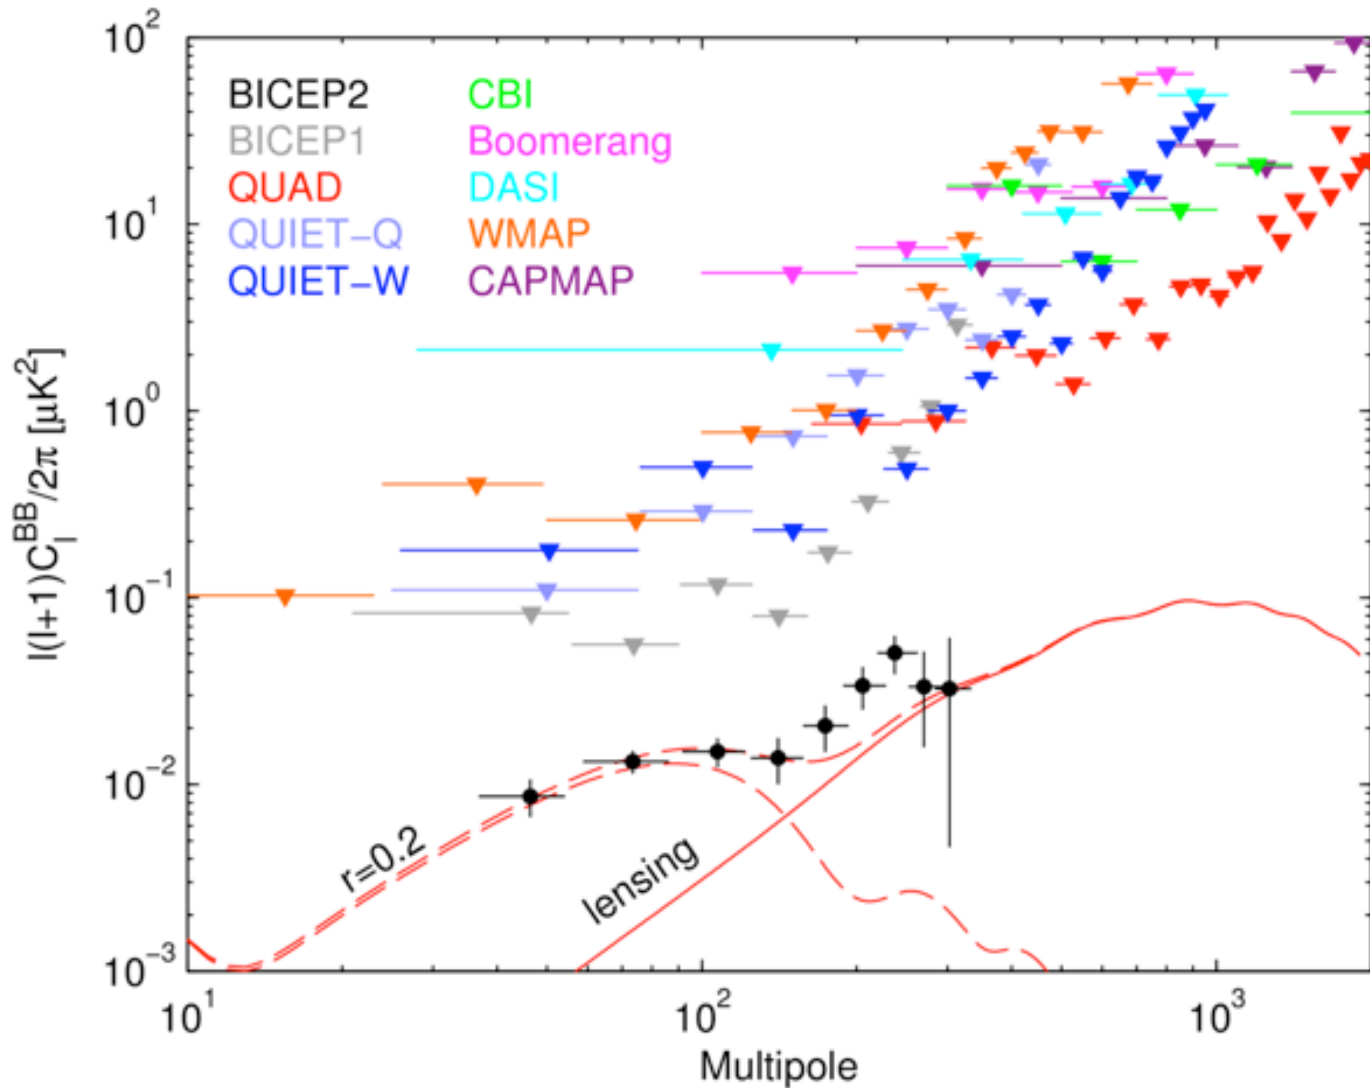 10²
BICEP2 CBI
BICEP1 Boomerang
QUAD DASI
QUIET−Q WMAP
QUIET−W CAPMAP
10¹
10⁰
10⁻¹
10⁻²
10⁻³
l(l+1)C_l^BB/2π [μK²]
r=0.2
lensing
10¹ 10² 10³
Multipole